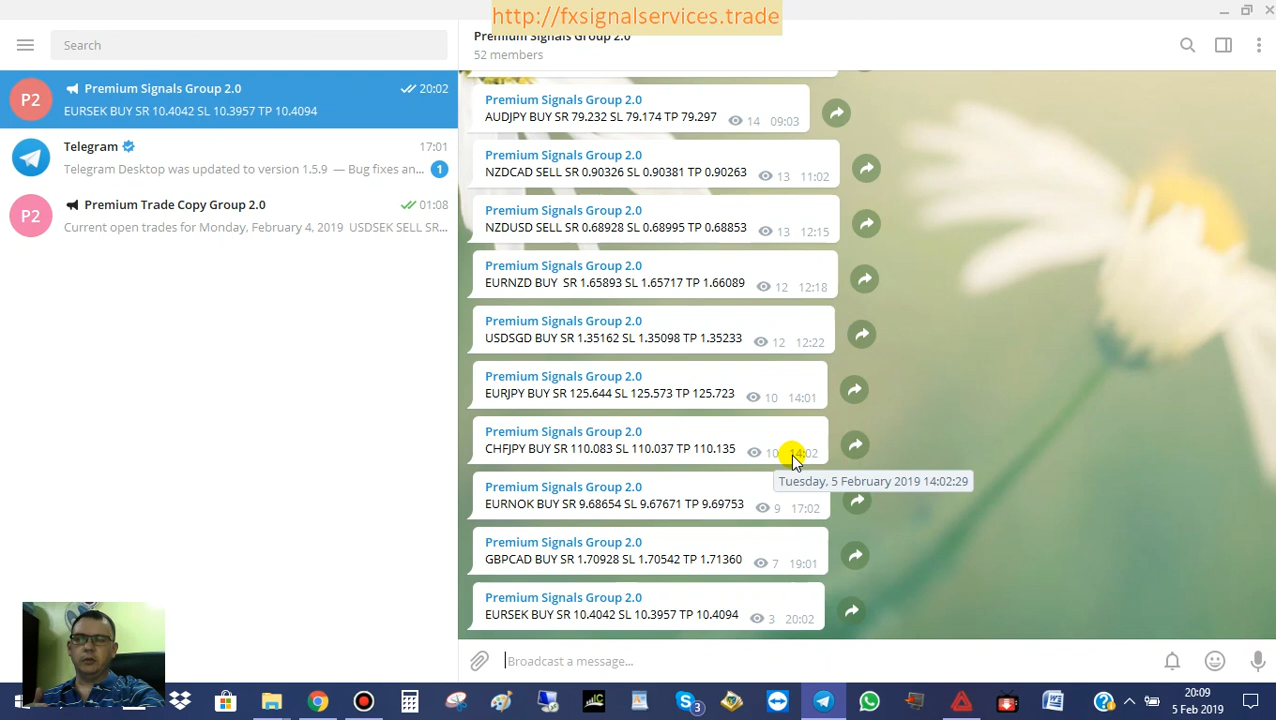 http://fxsignalservices.trade
Search
Premium Signals Group 2.0
52 members
Premium Signals Group 2.0
20:02
P2
EURSEK BUY SR 10.4042 SL 10.3957 TP 10.4094
Telegram
17:01
Telegram Desktop was updated to version 1.5.9 — Bug fixes an...
1
Premium Trade Copy Group 2.0
01:08
P2
Current open trades for Monday, February 4, 2019 USDSEK SELL SR...
Premium Signals Group 2.0
AUDJPY BUY SR 79.232 SL 79.174 TP 79.297 14 09:03
Premium Signals Group 2.0
NZDCAD SELL SR 0.90326 SL 0.90381 TP 0.90263 13 11:02
Premium Signals Group 2.0
NZDUSD SELL SR 0.68928 SL 0.68995 TP 0.68853 13 12:15
Premium Signals Group 2.0
EURNZD BUY SR 1.65893 SL 1.65717 TP 1.66089 12 12:18
Premium Signals Group 2.0
USDSGD BUY SR 1.35162 SL 1.35098 TP 1.35233 12 12:22
Premium Signals Group 2.0
EURJPY BUY SR 125.644 SL 125.573 TP 125.723 10 14:01
Premium Signals Group 2.0
CHFJPY BUY SR 110.083 SL 110.037 TP 110.135 10 14:02
Tuesday, 5 February 2019 14:02:29
Premium Signals Group 2.0
EURNOK BUY SR 9.68654 SL 9.67671 TP 9.69753 9 17:02
Premium Signals Group 2.0
GBPCAD BUY SR 1.70928 SL 1.70542 TP 1.71360 7 19:01
Premium Signals Group 2.0
EURSEK BUY SR 10.4042 SL 10.3957 TP 10.4094 3 20:02
Broadcast a message...
3
20:09
5 Feb 2019